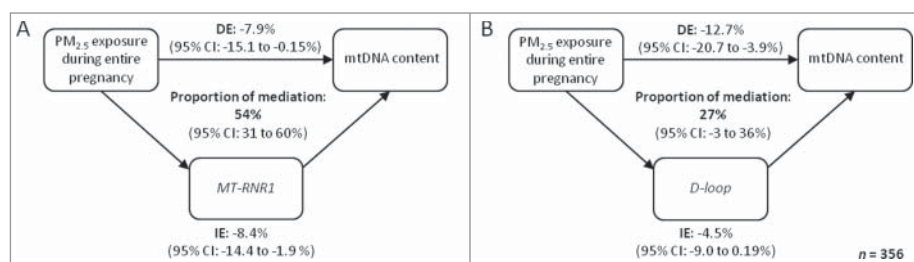 A
DE: -7.9%
(95% CI: -15.1 to -0.15%)
PM2.5 exposure
during entire
pregnancy
mtDNA content
Proportion of mediation:
54%
(95% CI: 31 to 60%)
MT-RNR1
IE: -8.4%
(95% CI: -14.4 to -1.9 %)
B
DE: -12.7%
(95% CI: -20.7 to -3.9%)
PM2.5 exposure
during entire
pregnancy
mtDNA content
Proportion of mediation:
27%
(95% CI: -3 to 36%)
D-loop
IE: -4.5%
(95% CI: -9.0 to 0.19%)
n = 356